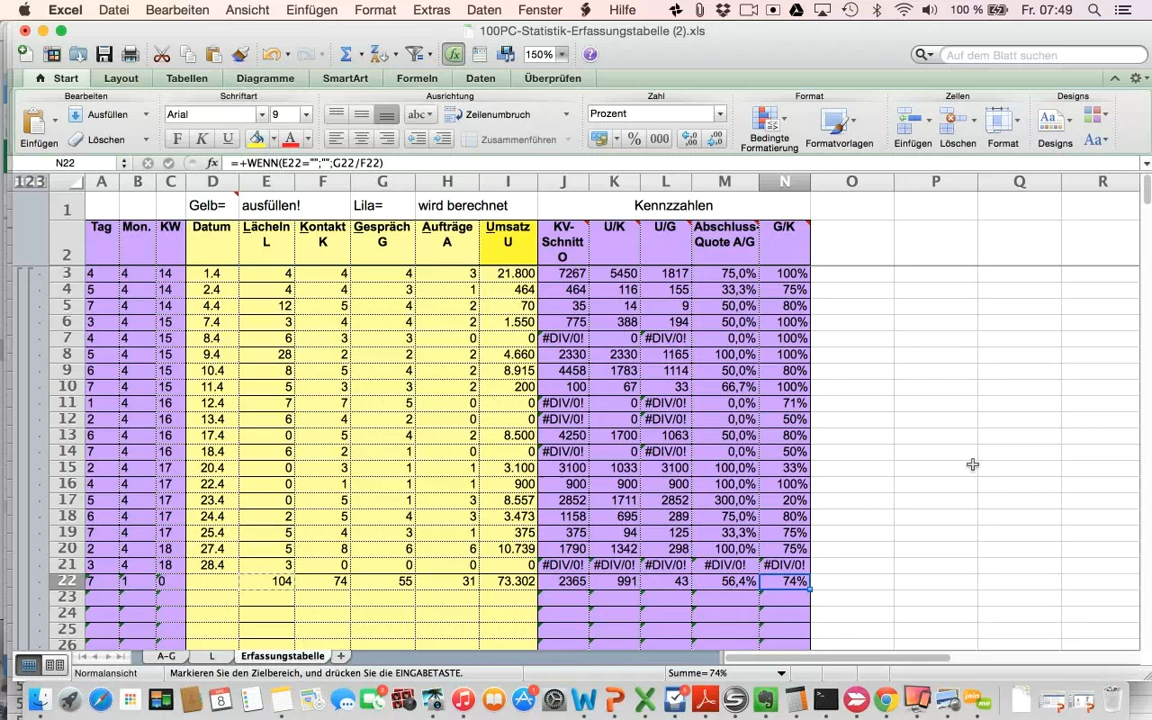 Excel Datei Bearbeiten Ansicht Einfügen Format Extras Daten Fenster Hilfe 100 % Fr. 07:49
100PC-Statistik-Erfassungstabelle (2).xls
150% Auf dem Blatt suchen
Start Layout Tabellen Diagramme SmartArt Formeln Daten Überprüfen
Bearbeiten Schriftart Ausrichtung Zahl Format Zellen Designs
Einfügen Ausfüllen Arial 9 abc Zeilenumbruch Prozent Bedingte Formatierung Formatvorlagen Einfügen Löschen Format Aa
Löschen F K U A Zusammenführen % 000 Aa
N22 fx =+WENN(E22="";"";G22/F22)
1 2 3 A B C D E F G H I J K L M N O P Q R
1 Gelb= ausfüllen! Lila= wird berechnet Kennzzahlen
2 Tag Mon. KW Datum Lächeln L Kontakt K Gespräch G Aufträge A Umsatz U KV-Schnitt O U/K U/G Abschluss-Quote A/G G/K
3 4 4 14 1.4 4 4 4 3 21.800 7267 5450 1817 75,0% 100%
4 5 4 14 2.4 4 4 3 1 464 464 116 155 33,3% 75%
5 7 4 14 4.4 12 5 4 2 70 35 14 9 50,0% 80%
6 3 4 15 7.4 3 4 4 2 1.550 775 388 194 50,0% 100%
7 4 4 15 8.4 6 3 3 0 0 #DIV/0! 0 #DIV/0! 0,0% 100%
8 5 4 15 9.4 28 2 2 2 4.660 2330 2330 1165 100,0% 100%
9 6 4 15 10.4 8 5 4 2 8.915 4458 1783 1114 50,0% 80%
10 7 4 15 11.4 5 3 3 2 200 100 67 33 66,7% 100%
11 1 4 16 12.4 7 7 5 0 0 #DIV/0! 0 #DIV/0! 0,0% 71%
12 2 4 16 13.4 6 4 2 0 0 #DIV/0! 0 #DIV/0! 0,0% 50%
13 6 4 16 17.4 0 5 4 2 8.500 4250 1700 1063 50,0% 80%
14 7 4 16 18.4 6 2 1 0 0 #DIV/0! 0 #DIV/0! 0,0% 50%
15 2 4 17 20.4 0 3 1 1 3.100 3100 1033 3100 100,0% 33%
16 4 4 17 22.4 0 1 1 1 900 900 900 900 100,0% 100%
17 5 4 17 23.4 0 5 1 3 8.557 2852 1711 2852 300,0% 20%
18 6 4 17 24.4 2 5 4 3 3.473 1158 695 289 80%
19 7 4 17 25.4 5 4 3 1 375 375 94 125 33,3% 75%
20 2 4 18 27.4 5 8 6 6 10.739 1790 1342 298 100,0% 75%
21 3 4 18 28.4 3 0 0 0 0 #DIV/0! #DIV/0! #DIV/0! #DIV/0! #DIV/0!
22 7 1 0 104 74 55 31 73.302 2365 991 43 56,4% 74%
23
24
25
26
A-G L Erfassungstabelle
Normalansicht Markieren Sie den Zielbereich, und drücken Sie die EINGABETASTE. Summe=74%